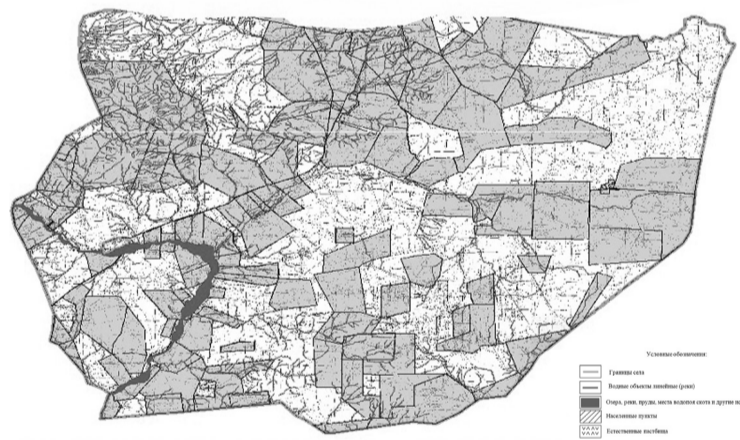 Условные обозначения:
Границы села
Водные объекты линейные (реки)
Озера, реки, пруды, места водопоя скота и другие
Населенные пункты
Естественные пастбища